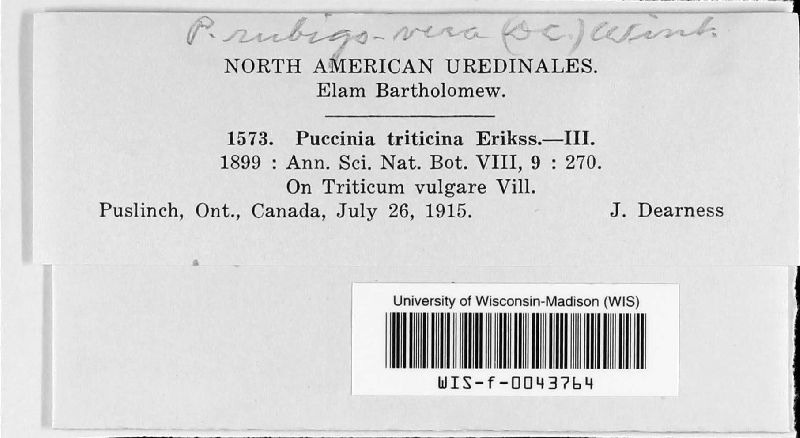 P. rubigo-vera (DC.) Wint.
NORTH AMERICAN UREDINALES.
Elam Bartholomew.
1573. Puccinia triticina Erikss.—III.
1899 : Ann. Sci. Nat. Bot. VIII, 9 : 270.
On Triticum vulgare Vill.
Puslinch, Ont., Canada, July 26, 1915. J. Dearness
University of Wisconsin-Madison (WIS)
WIS-f-0043764